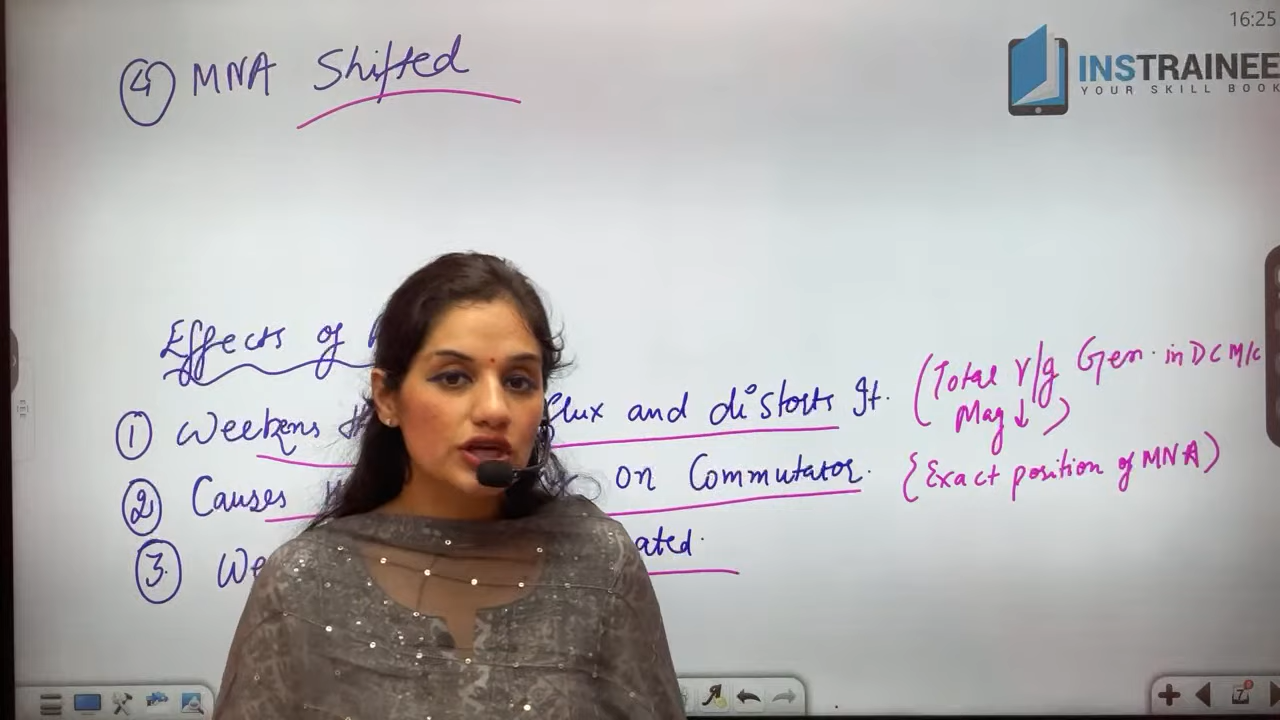 16:25
INSTRAINEE
YOUR SKILL BOOK
④ MNA Shifted
Effects of
① Weekens flux and distorts It. (Total V/g Gen. in DC M/c
Mag ↓)
② Causes on Commutator. {Exact position of MNA)
③ We ated.